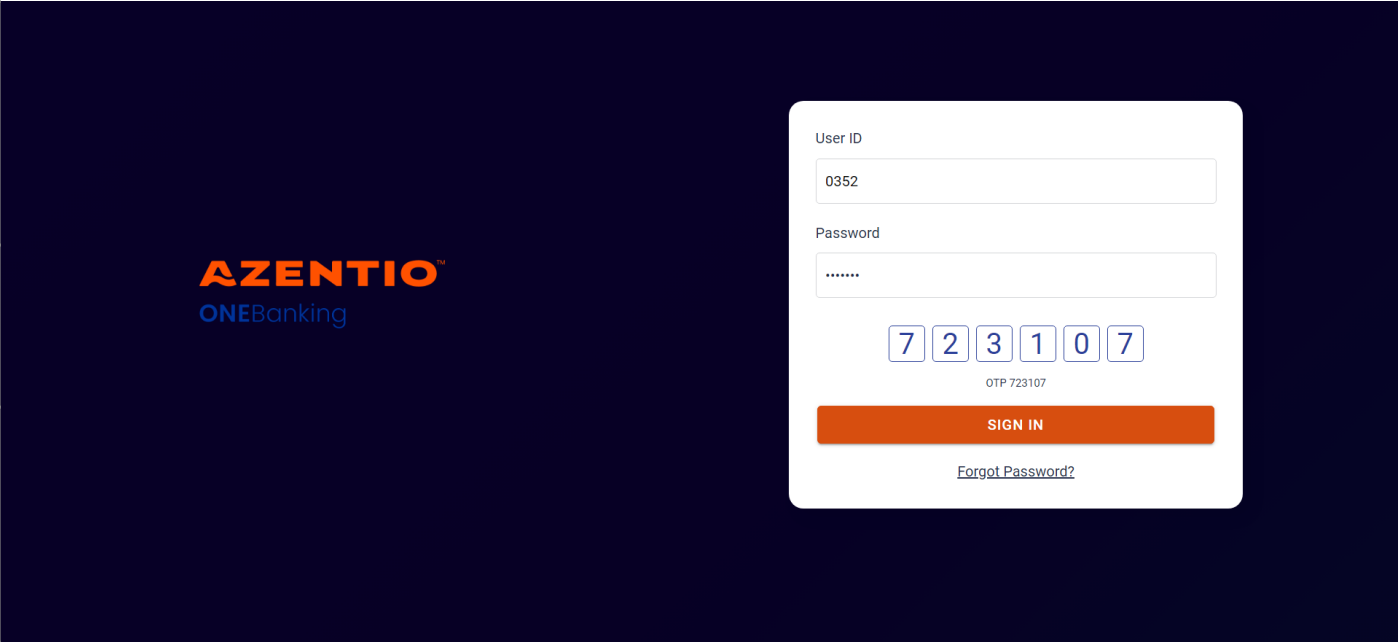 AZENTIO™
ONEBanking
User ID
0352
Password
•••••••
7 2 3 1 0 7
OTP 723107
SIGN IN
Forgot Password?